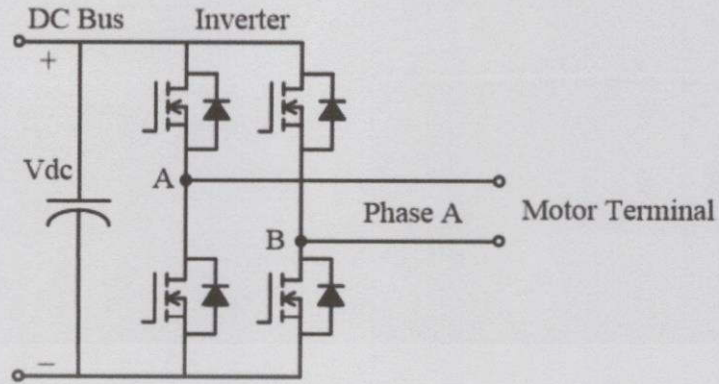 DC Bus Inverter
+
Vdc
A
Phase A Motor Terminal
B
−